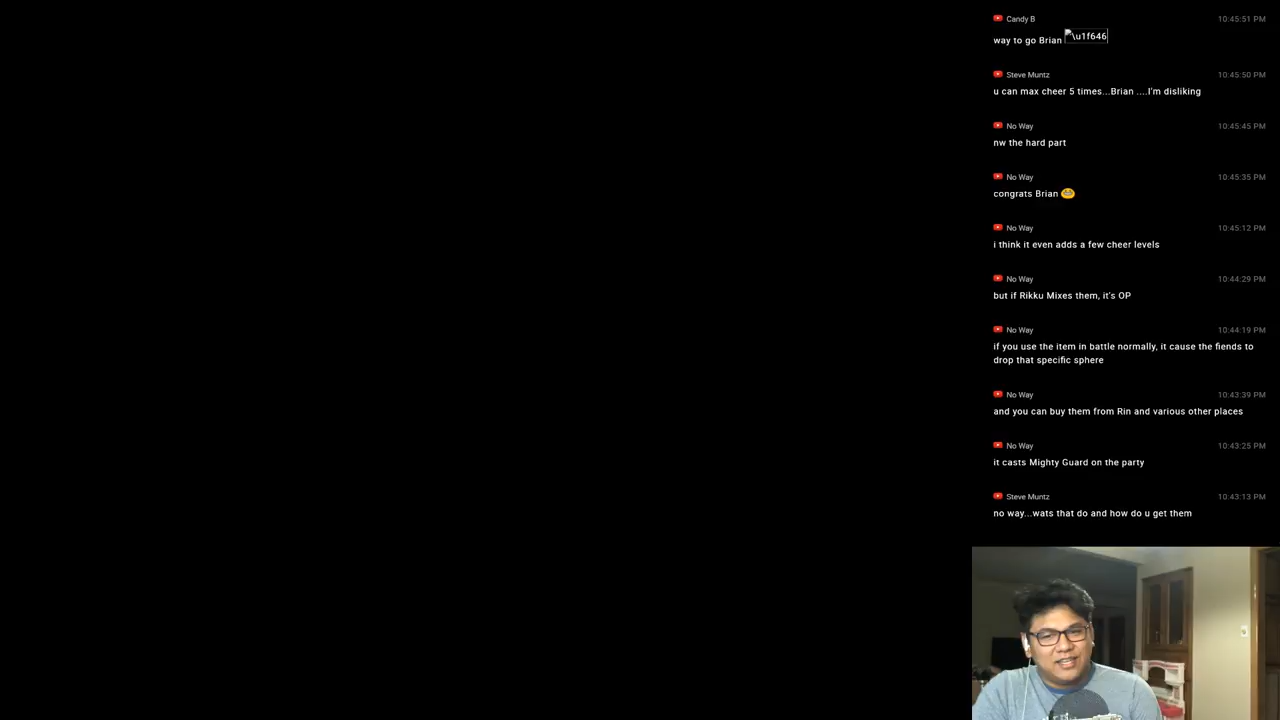 Candy B 10:45:51 PM
way to go Brian \u1f646
Steve Muntz 10:45:50 PM
u can max cheer 5 times...Brian ....I'm disliking
No Way 10:45:45 PM
nw the hard part
No Way 10:45:35 PM
congrats Brian
No Way 10:45:12 PM
i think it even adds a few cheer levels
No Way 10:44:29 PM
but if Rikku Mixes them, it's OP
No Way 10:44:19 PM
if you use the item in battle normally, it cause the fiends to
drop that specific sphere
No Way 10:43:39 PM
and you can buy them from Rin and various other places
No Way 10:43:25 PM
it casts Mighty Guard on the party
Steve Muntz 10:43:13 PM
no way...wats that do and how do u get them